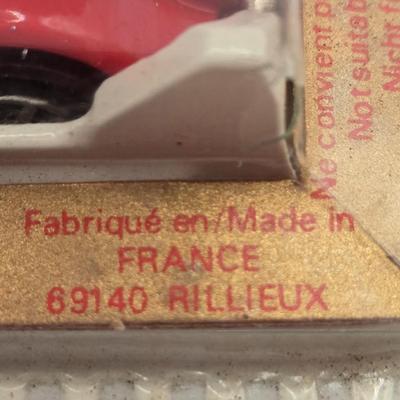 Fabriqué en/Made in
FRANCE
69140 RILLIEUX
Ne convient
Not suitab
Nicht f